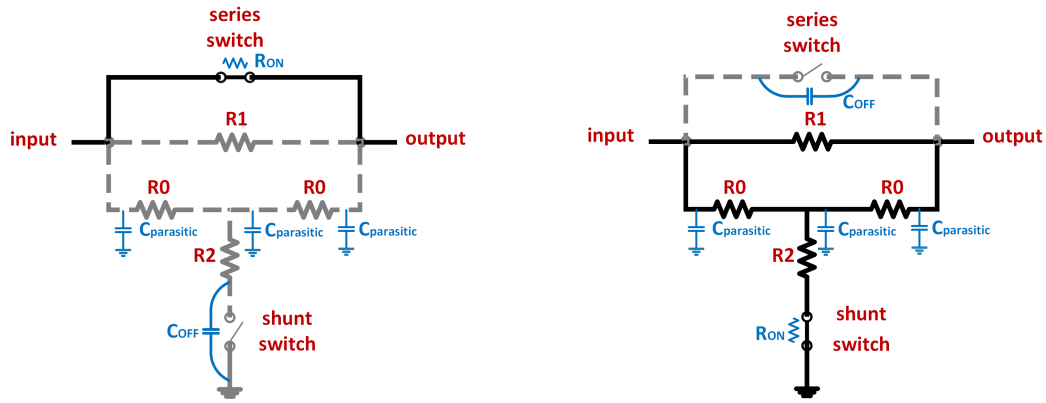 series
switch
RON
R1
input
output
R0
R0
Cparasitic
Cparasitic
Cparasitic
R2
COFF
shunt
switch
series
switch
COFF
R1
input
output
R0
R0
Cparasitic
Cparasitic
Cparasitic
R2
RON
shunt
switch